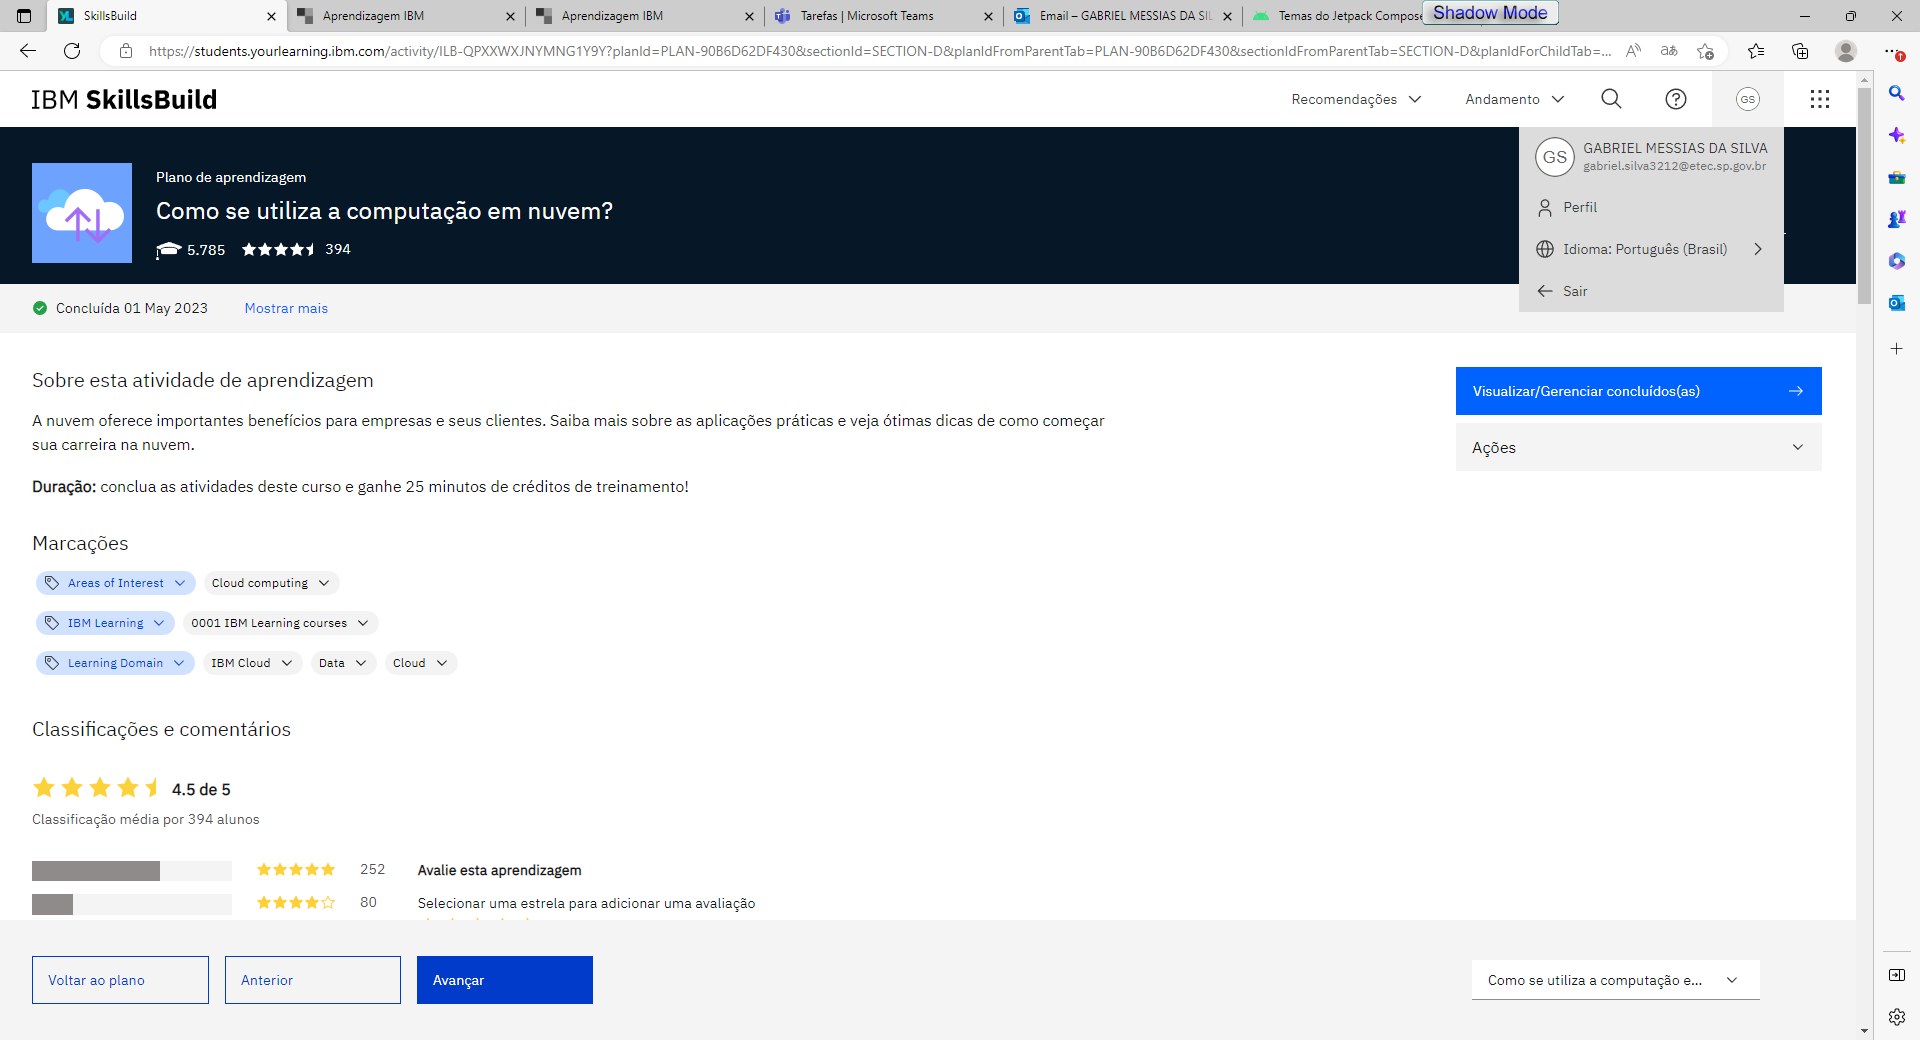 SkillsBuild
Aprendizagem IBM
Aprendizagem IBM
Tarefas | Microsoft Teams
Email – GABRIEL MESSIAS DA SIL
Temas do Jetpack Compose
Shadow Mode
https://students.yourlearning.ibm.com/activity/ILB-QPXXWXJNYMNG1Y9Y?planId=PLAN-90B6D62DF430&sectionId=SECTION-D&planIdFromParentTab=PLAN-90B6D62DF430&sectionIdFromParentTab=SECTION-D&planIdForChildTab=...
IBM SkillsBuild
Recomendações
Andamento
GS
GS
GABRIEL MESSIAS DA SILVA
gabriel.silva3212@etec.sp.gov.br
Perfil
Idioma: Português (Brasil)
Sair
Plano de aprendizagem
Como se utiliza a computação em nuvem?
5.785
394
Concluída 01 May 2023
Mostrar mais
Sobre esta atividade de aprendizagem
A nuvem oferece importantes benefícios para empresas e seus clientes. Saiba mais sobre as aplicações práticas e veja ótimas dicas de como começar
sua carreira na nuvem.
Duração: conclua as atividades deste curso e ganhe 25 minutos de créditos de treinamento!
Visualizar/Gerenciar concluídos(as)
Ações
Marcações
Areas of Interest
Cloud computing
IBM Learning
0001 IBM Learning courses
Learning Domain
IBM Cloud
Data
Cloud
Classificações e comentários
4.5 de 5
Classificação média por 394 alunos
252
Avalie esta aprendizagem
80
Selecionar uma estrela para adicionar uma avaliação
Voltar ao plano
Anterior
Avançar
Como se utiliza a computação e...